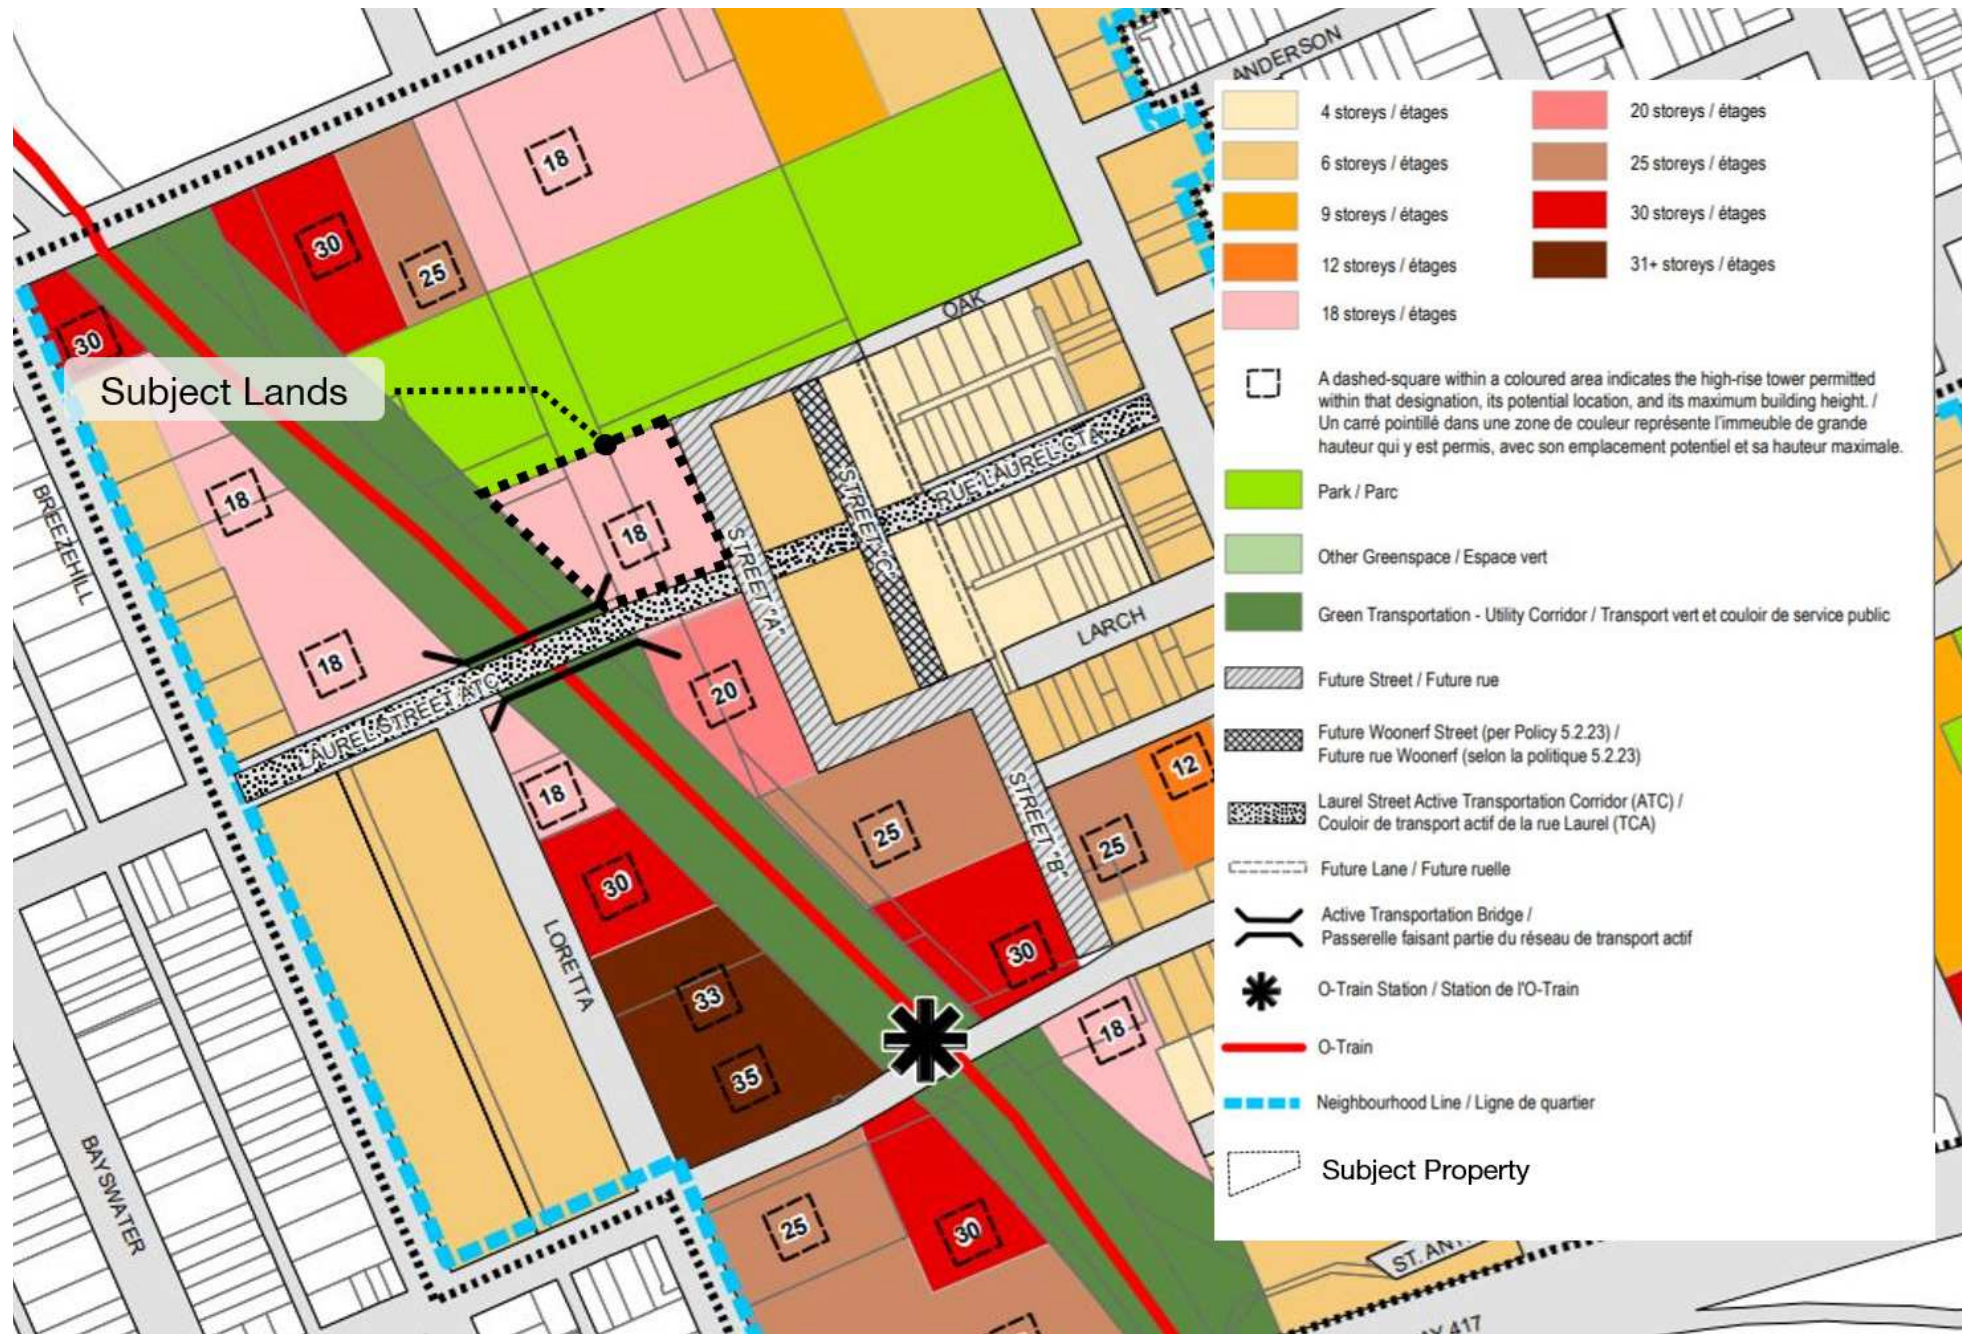 ANDERSON
18
30
25
30
Subject Lands
OAK
18
18
18
BREEZEHILL
STREET "C"
RUE LAUREL CTA
STREET "A"
LARCH
LAUREL STREET ATC
20
18
12
25
25
STREET "B"
30
30
LORETTA
33
35
18
BAYSWATER
25
30
4 storeys / étages
6 storeys / étages
9 storeys / étages
12 storeys / étages
18 storeys / étages
20 storeys / étages
25 storeys / étages
30 storeys / étages
31+ storeys / étages
A dashed-square within a coloured area indicates the high-rise tower permitted
within that designation, its potential location, and its maximum building height. /
Un carré pointillé dans une zone de couleur représente l'immeuble de grande
hauteur qui y est permis, avec son emplacement potentiel et sa hauteur maximale.
Park / Parc
Other Greenspace / Espace vert
Green Transportation - Utility Corridor / Transport vert et couloir de service public
Future Street / Future rue
Future Woonerf Street (per Policy 5.2.23) /
Future rue Woonerf (selon la politique 5.2.23)
Laurel Street Active Transportation Corridor (ATC) /
Couloir de transport actif de la rue Laurel (TCA)
Future Lane / Future ruelle
Active Transportation Bridge /
Passerelle faisant partie du réseau de transport actif
O-Train Station / Station de l'O-Train
O-Train
Neighbourhood Line / Ligne de quartier
Subject Property
ST.
417